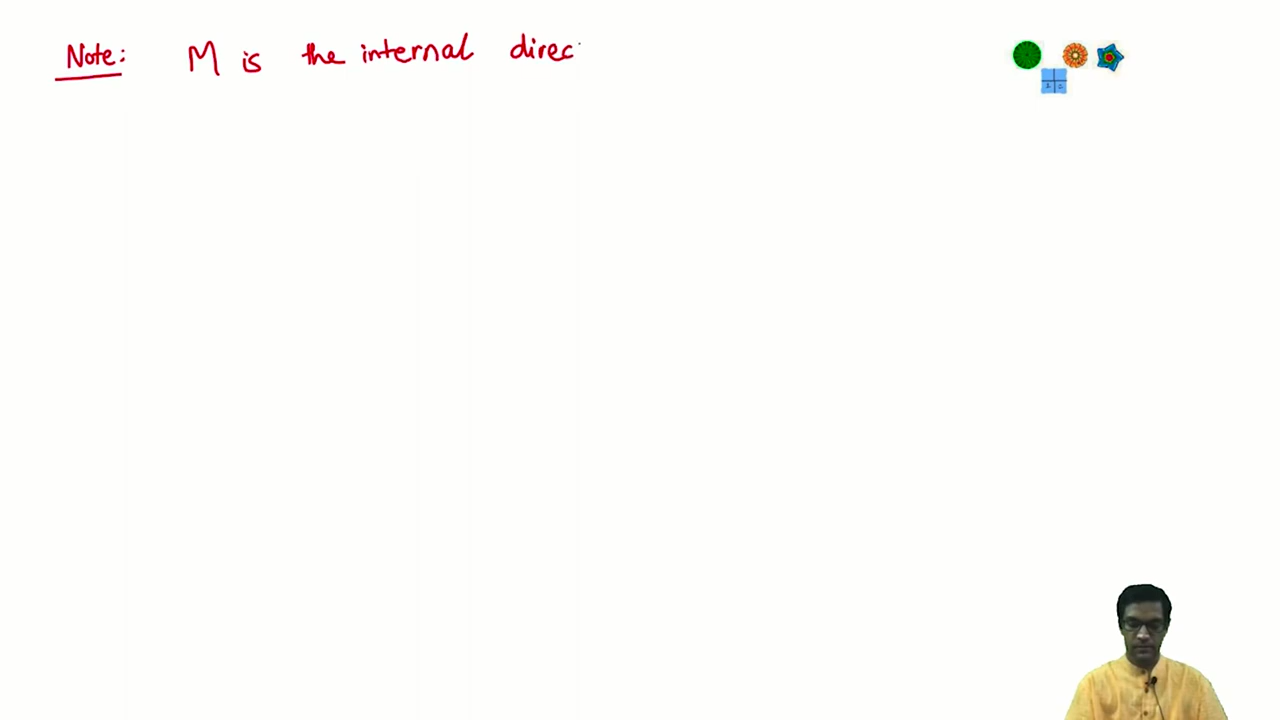 Note: M is the internal direc